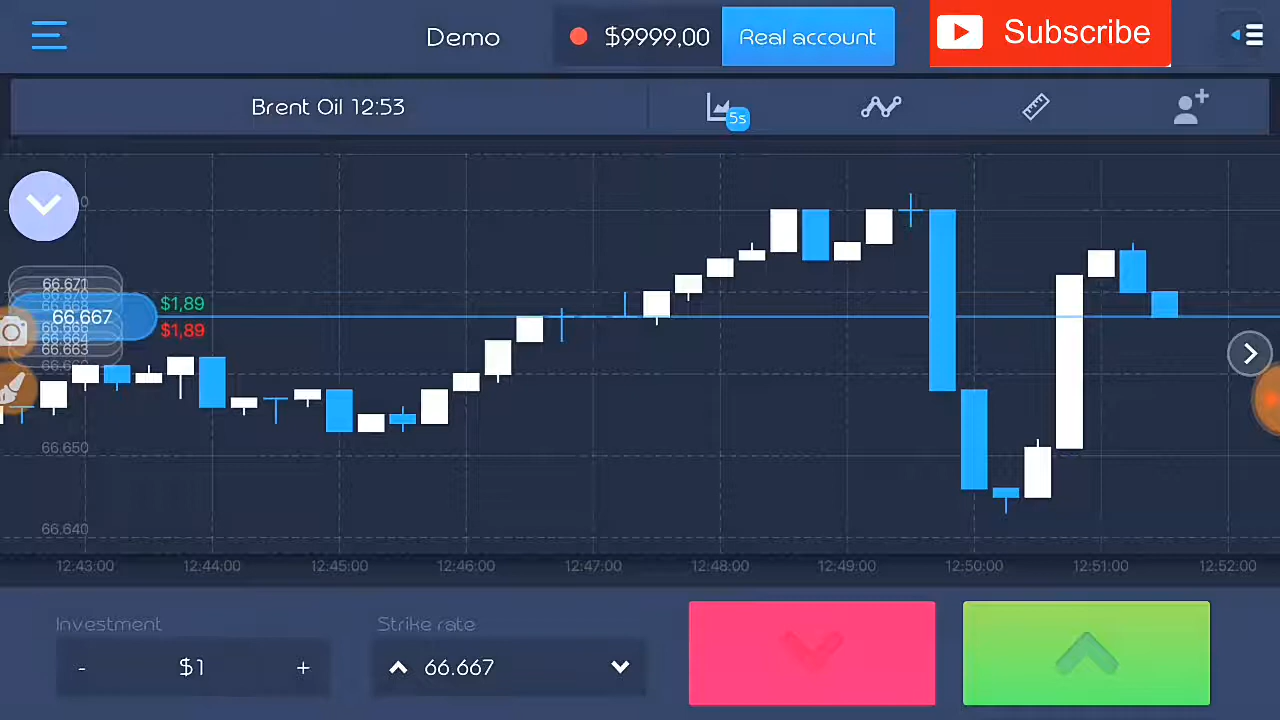 Demo
$9999,00
Real account
Subscribe
Brent Oil 12:53
5s
0
66.671
$1,89
66.667
$1,89
66.664
66.663
66.650
66.640
12:43:00 12:44:00 12:45:00 12:46:00 12:47:00 12:48:00 12:49:00 12:50:00 12:51:00 12:52:00
Investment
Strike rate
- $1 +
66.667